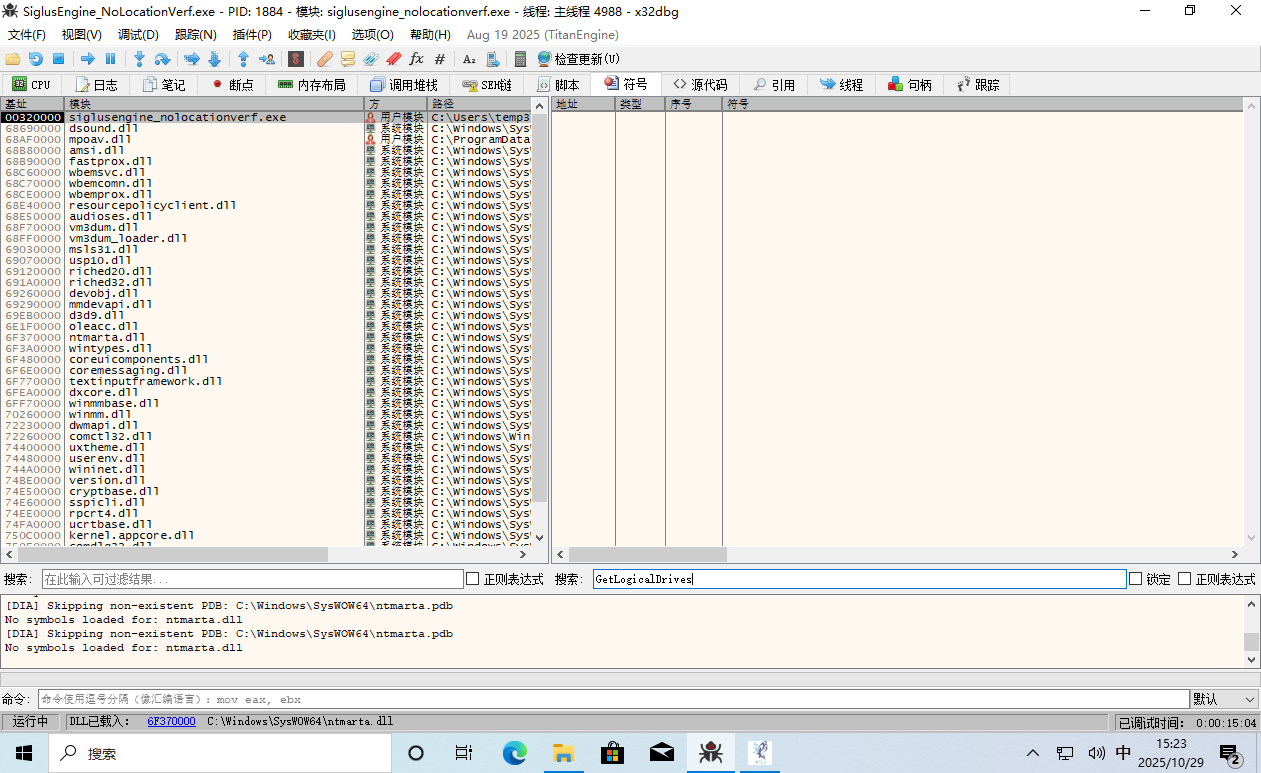 SiglusEngine_NoLocationVerf.exe - PID: 1884 - 模块: siglusengine_nolocationverf.exe - 线程: 主线程 4988 - x32dbg
文件(F) 视图(V) 调试(D) 跟踪(N) 插件(P) 收藏夹(I) 选项(O) 帮助(H) Aug 19 2025 (TitanEngine)
检查更新(U)
CPU 日志 笔记 断点 内存布局 调用堆栈 SEH链 脚本 符号 源代码 引用 线程 句柄 跟踪
基址 模块 方 路径 地址 类型 序号 符号
00320000 siglusengine_nolocationverf.exe 用户模块 C:\Users\temp3
68690000 dsound.dll 系统模块 C:\Windows\Sys
68AF0000 mpoav.dll 用户模块 C:\ProgramData
68B80000 amsi.dll 系统模块 C:\Windows\Sys
68B90000 fastprox.dll 系统模块 C:\Windows\Sys
68C60000 wbemsvc.dll 系统模块 C:\Windows\Sys
68C70000 wbemcomn.dll 系统模块 C:\Windows\Sys
68CE0000 wbemprox.dll 系统模块 C:\Windows\Sys
68E40000 resourcepolicyclient.dll 系统模块 C:\Windows\Sys
68E50000 audioses.dll 系统模块 C:\Windows\Sys
68F70000 vm3dum.dll 系统模块 C:\Windows\Sys
68FF0000 vm3dum_loader.dll 系统模块 C:\Windows\Sys
69030000 msls31.dll 系统模块 C:\Windows\Sys
69070000 usp10.dll 系统模块 C:\Windows\Sys
69120000 riched20.dll 系统模块 C:\Windows\Sys
691A0000 riched32.dll 系统模块 C:\Windows\Sys
69260000 devobj.dll 系统模块 C:\Windows\Sys
69290000 mmdevapi.dll 系统模块 C:\Windows\Sys
69EB0000 d3d9.dll 系统模块 C:\Windows\Sys
6E1F0000 oleacc.dll 系统模块 C:\Windows\Sys
6F370000 ntmarta.dll 系统模块 C:\Windows\Sys
6F3A0000 wintypes.dll 系统模块 C:\Windows\Sys
6F480000 coreuicomponents.dll 系统模块 C:\Windows\Sys
6F6E0000 coremessaging.dll 系统模块 C:\Windows\Sys
6F770000 textinputframework.dll 系统模块 C:\Windows\Sys
6FEA0000 dxcore.dll 系统模块 C:\Windows\Sys
6FF70000 winmmbase.dll 系统模块 C:\Windows\Sys
70260000 winmm.dll 系统模块 C:\Windows\Sys
72230000 dwmapi.dll 系统模块 C:\Windows\Sys
72260000 comctl32.dll 系统模块 C:\Windows\Win
74400000 uxtheme.dll 系统模块 C:\Windows\Sys
74480000 userenv.dll 系统模块 C:\Windows\Sys
744A0000 wininet.dll 系统模块 C:\Windows\Sys
74BE0000 version.dll 系统模块 C:\Windows\Sys
74E50000 cryptbase.dll 系统模块 C:\Windows\Sys
74E60000 sspicli.dll 系统模块 C:\Windows\Sys
74EE0000 rpcrt4.dll 系统模块 C:\Windows\Sys
74FA0000 ucrtbase.dll 系统模块 C:\Windows\Sys
750C0000 kernel.appcore.dll 系统模块 C:\Windows\Sys
搜索: 在此输入可过滤结果... 正则表达式 搜索: GetLogicalDrives 锁定 正则表达式
[DIA] Skipping non-existent PDB: C:\Windows\SysWOW64\ntmarta.pdb
No symbols loaded for: ntmarta.dll
[DIA] Skipping non-existent PDB: C:\Windows\SysWOW64\ntmarta.pdb
No symbols loaded for: ntmarta.dll
命令: 命令使用逗号分隔（像汇编语言）: mov eax, ebx 默认
运行中 DLL已载入: 6F370000 C:\Windows\SysWOW64\ntmarta.dll 已调试时间: 0:00:15:04
搜索 中 15:23
2025/10/29 2